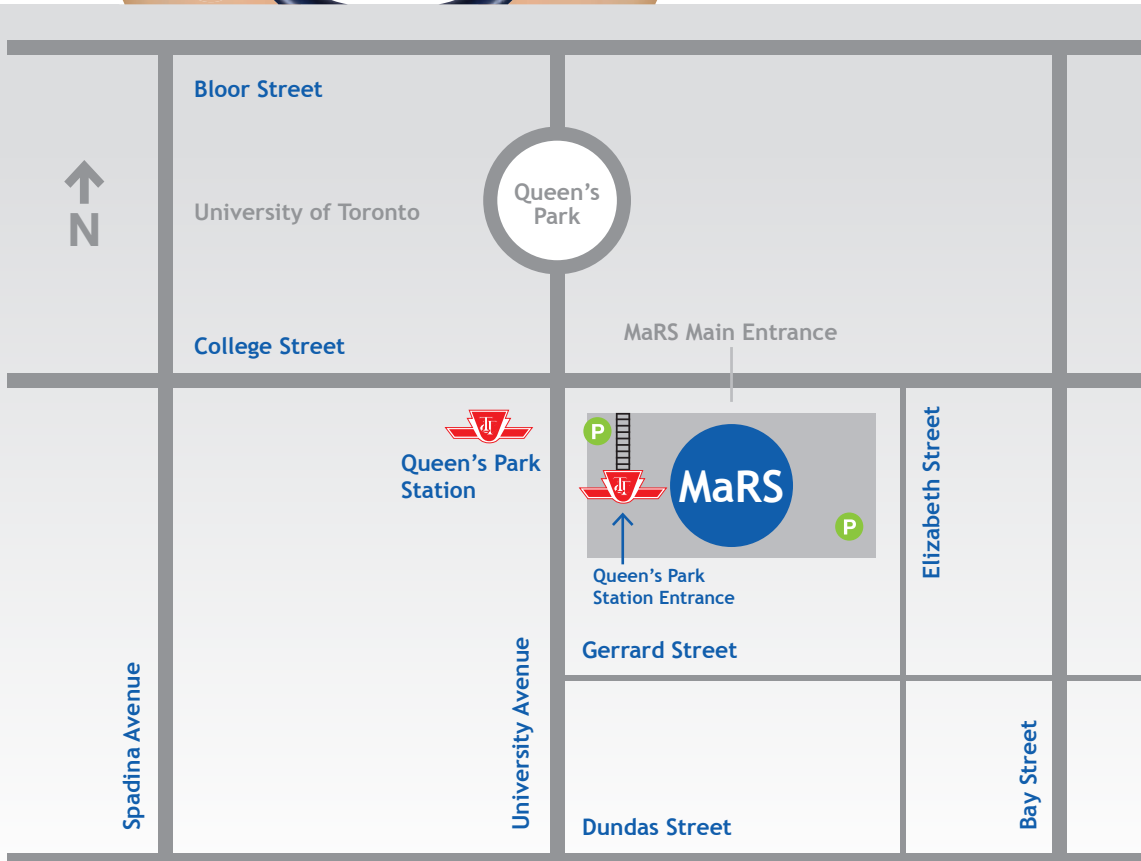 Bloor Street
N
University of Toronto
Queen's
Park
College Street
MaRS Main Entrance
P
Queen's Park
Station
MaRS
P
Elizabeth Street
Queen's Park
Station Entrance
Gerrard Street
Spadina Avenue
University Avenue
Bay Street
Dundas Street